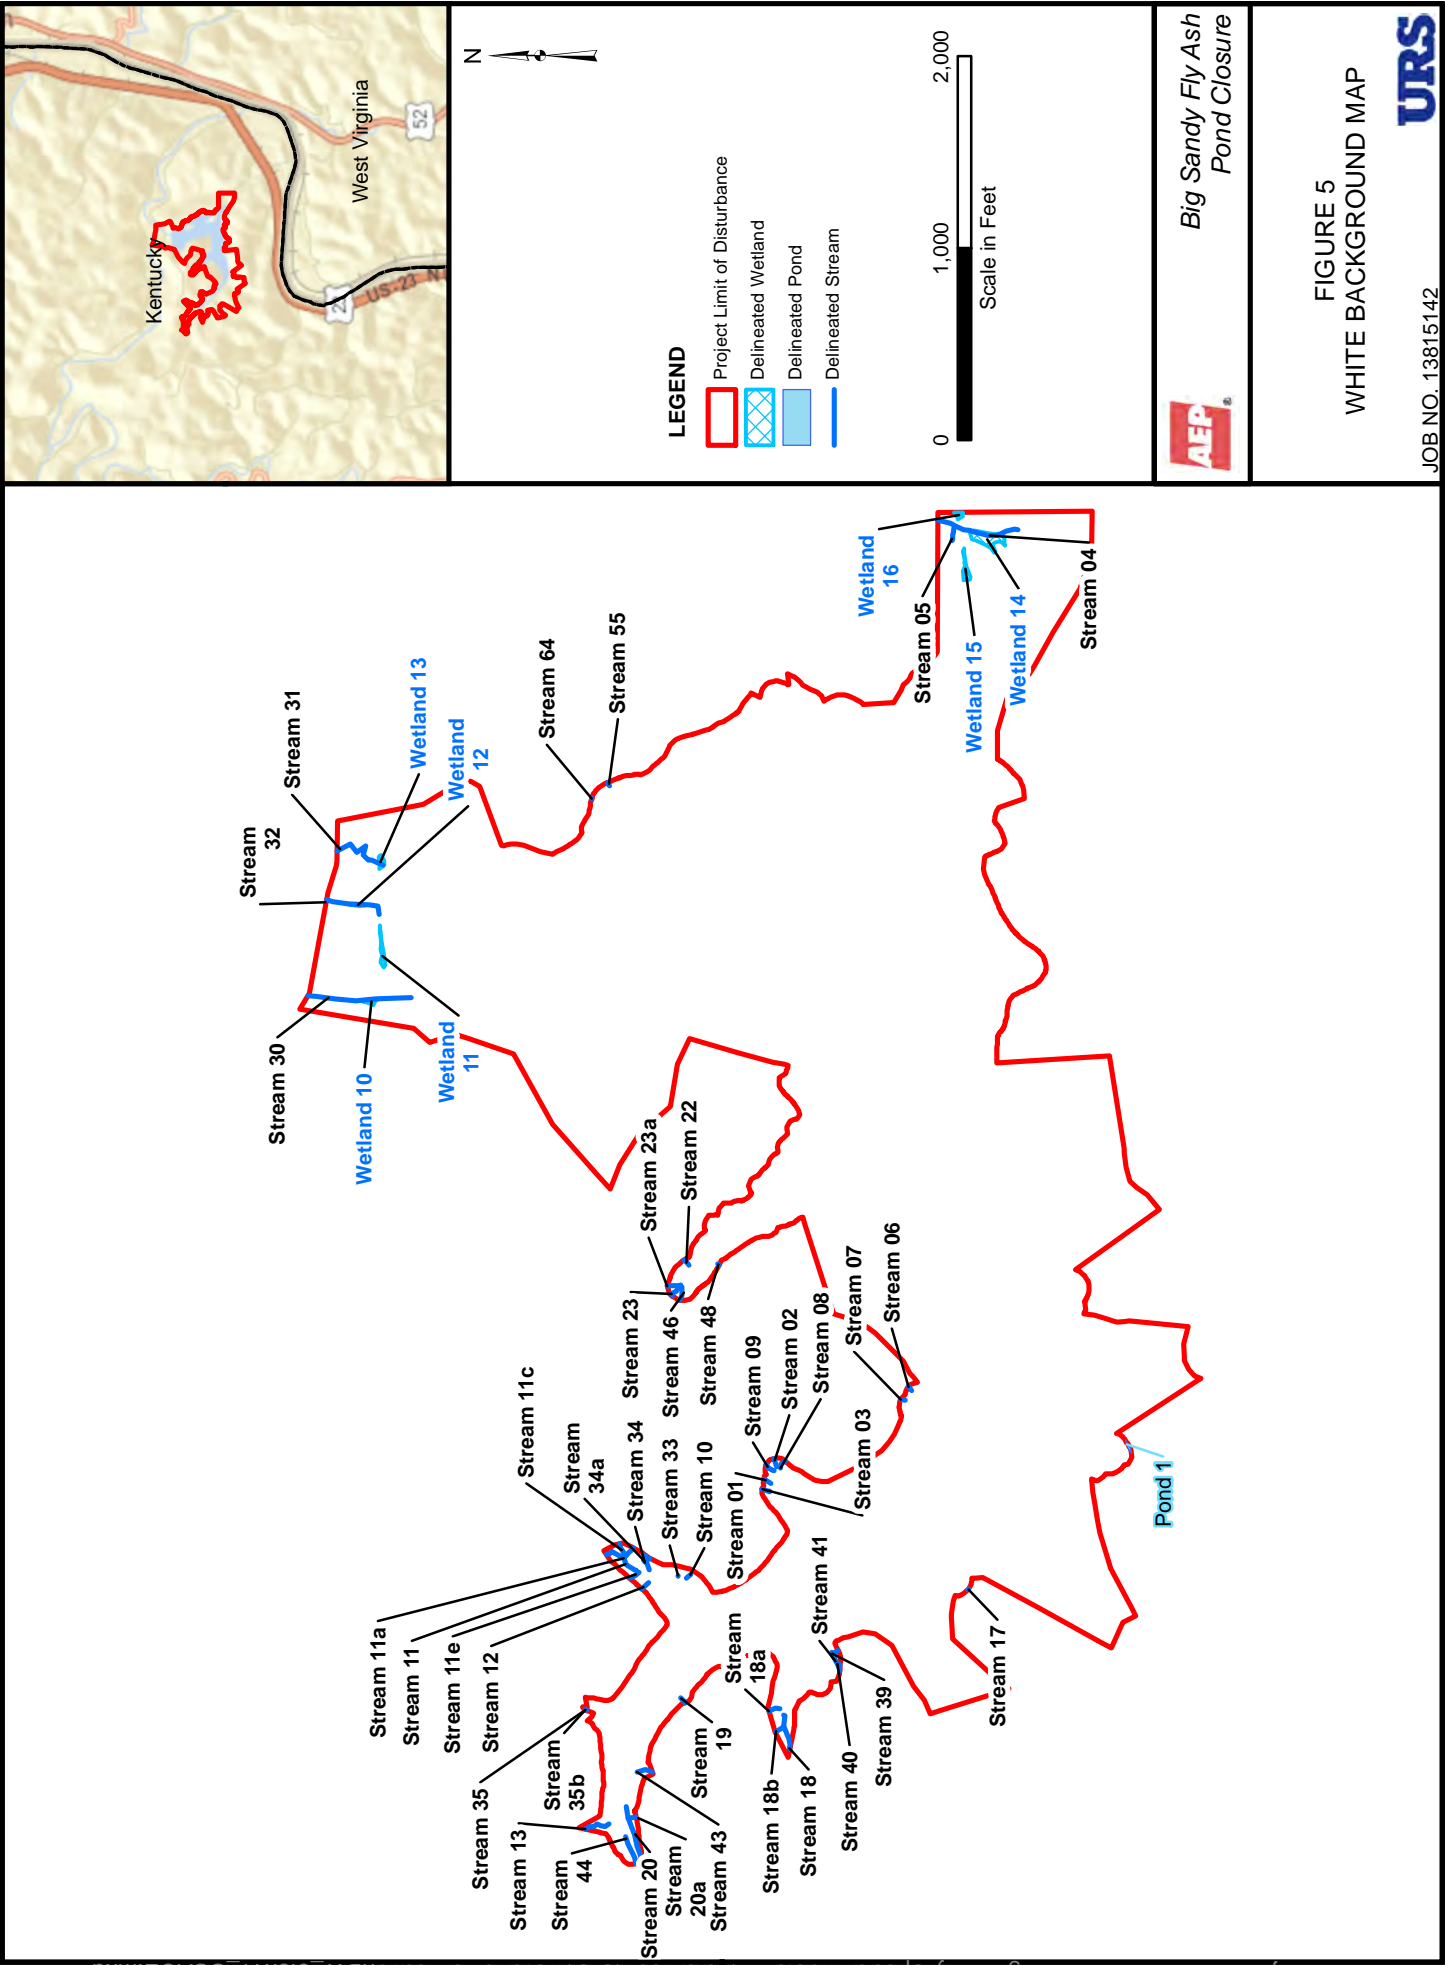 Stream 31
Stream
32
Wetland 13
Wetland
12
Stream 64
Stream 55
Stream 30
Wetland 10
Wetland
11
Wetland
16
Stream 05
Wetland 15
Wetland 14
Stream 04
Stream 23a
Stream 22
Stream 23
Stream 46
Stream 48
Stream 11c
Stream
34a
Stream 34
Stream 33
Stream 10
Stream 01
Stream 09
Stream 02
Stream 08
Stream 07
Stream 06
Stream 03
Stream 11a
Stream 11
Stream 11e
Stream 12
Stream 35
Stream
35b
Stream 13
Stream
44
Stream 20
Stream
20a
Stream 43
Stream
19
Stream
18a
Stream 18b
Stream 18
Stream 41
Stream 40
Stream 39
Stream 17
Pond 1
Kentucky
West Virginia
52
23
US-23 N
N
LEGEND
Project Limit of Disturbance
Delineated Wetland
Delineated Pond
Delineated Stream
0 1,000 2,000
Scale in Feet
AEP ®
Big Sandy Fly Ash
Pond Closure
FIGURE 5
WHITE BACKGROUND MAP
JOB NO. 13815142
URS